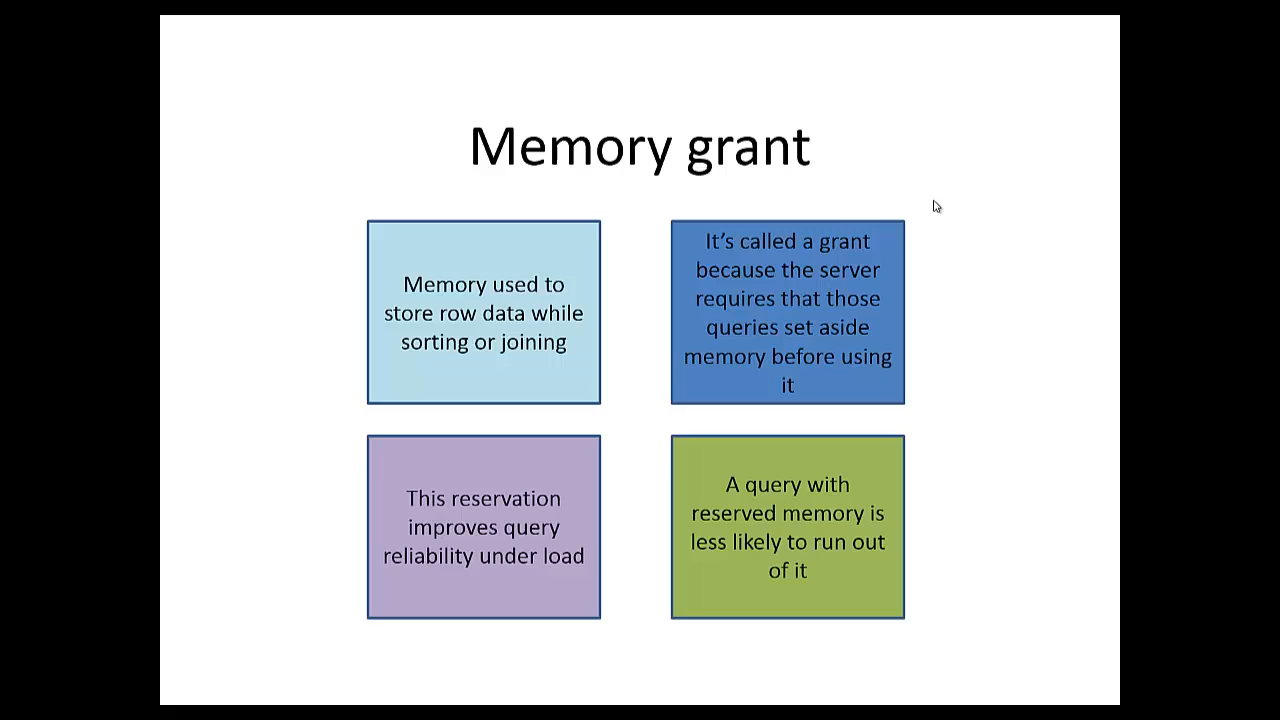 Memory grant
Memory used to
store row data while
sorting or joining
It's called a grant
because the server
requires that those
queries set aside
memory before using
it
This reservation
improves query
reliability under load
A query with
reserved memory is
less likely to run out
of it